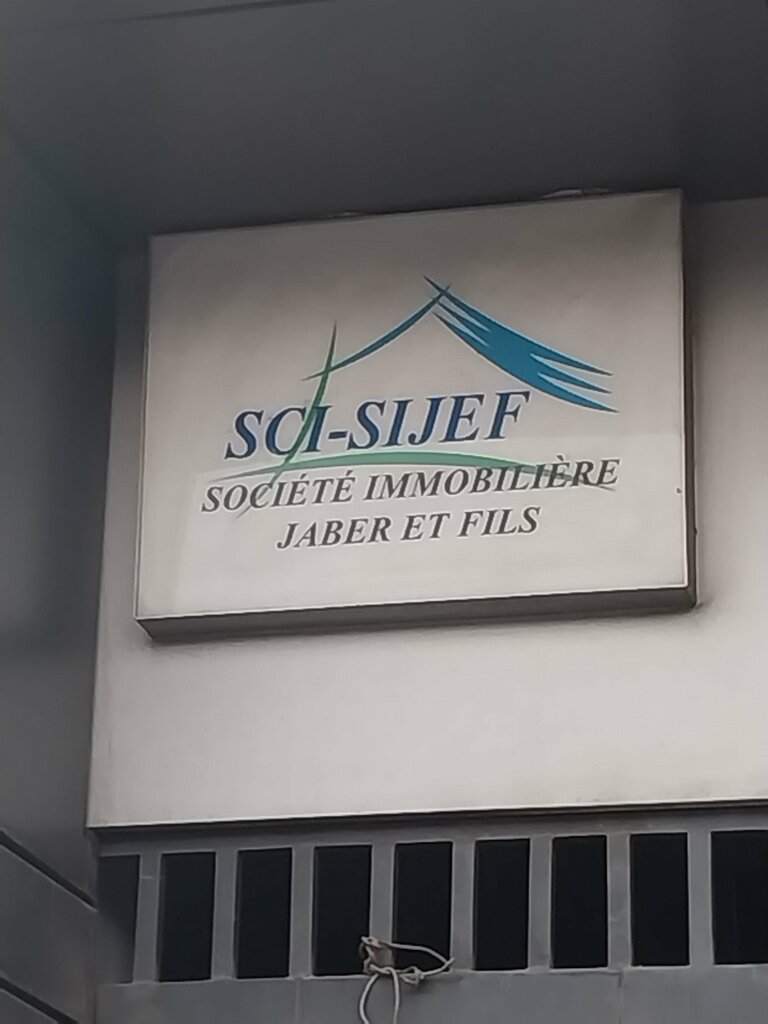 SCI-SIJEF
SOCIÉTÉ IMMOBILIÈRE
JABER ET FILS